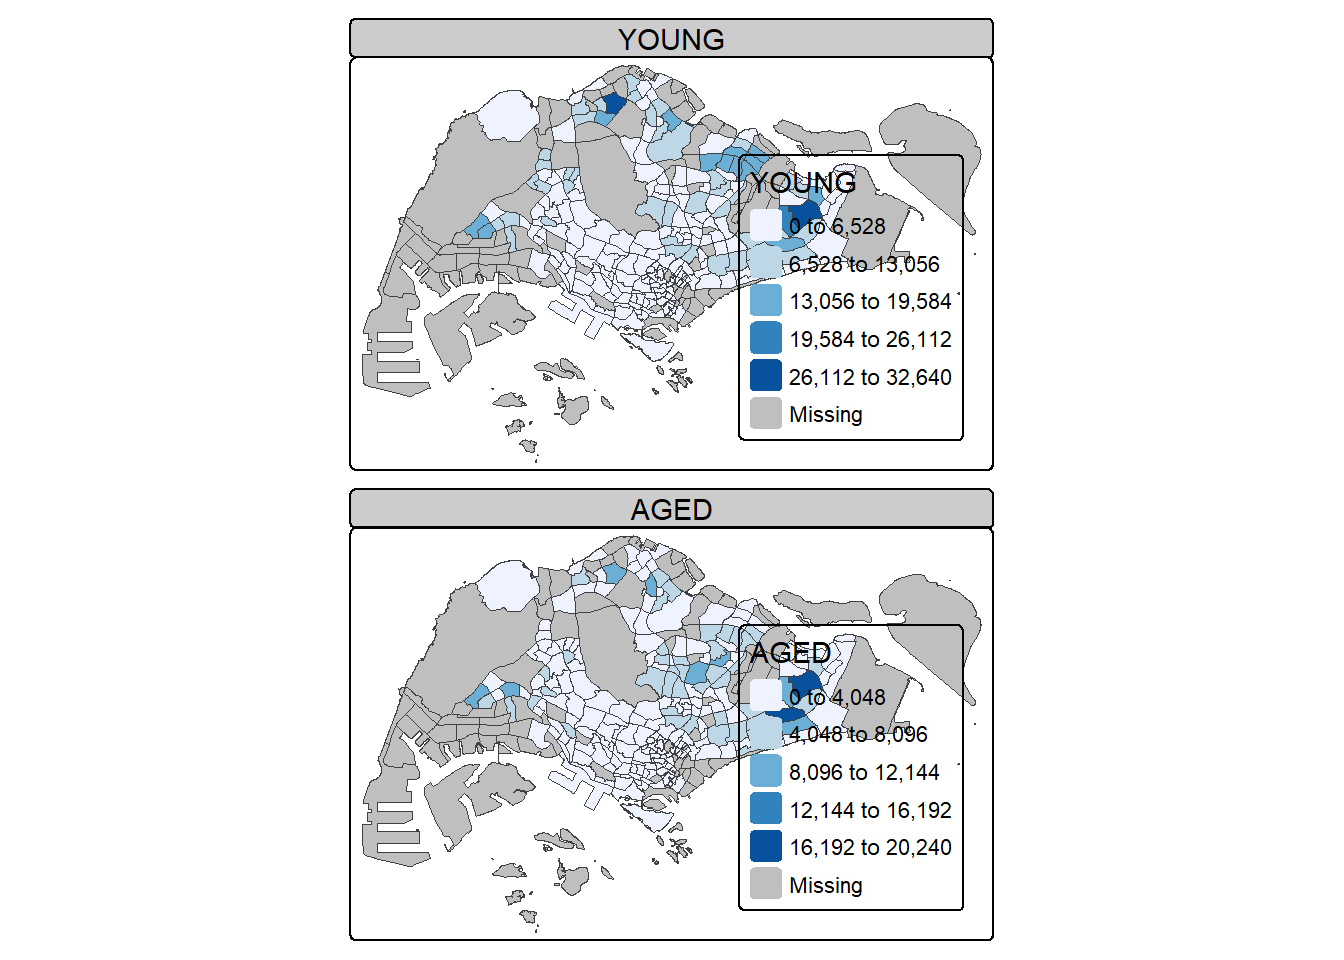 YOUNG
YOUNG
0 to 6,528
6,528 to 13,056
13,056 to 19,584
19,584 to 26,112
26,112 to 32,640
Missing
AGED
AGED
0 to 4,048
4,048 to 8,096
8,096 to 12,144
12,144 to 16,192
16,192 to 20,240
Missing